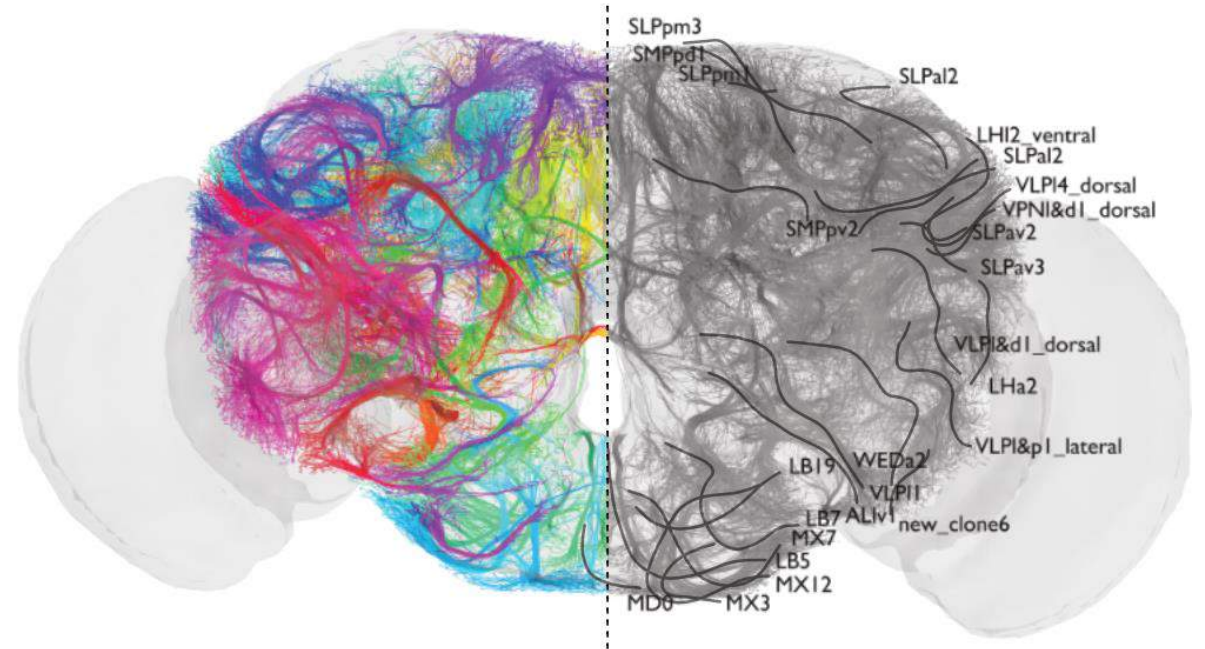 SLPpm3
SMPpd1
SLPpm1
SLPal2
LHl2_ventral
SLPal2
VLPl4_dorsal
VPNl&d1_dorsal
SMPpv2
SLPav2
SLPav3
VLPl&d1_dorsal
LHa2
VLPl&p1_lateral
LB19
WEDa2
VLPl1
LB7
ALlv1
new_clone6
MX7
LB5
MX12
MD0
MX3